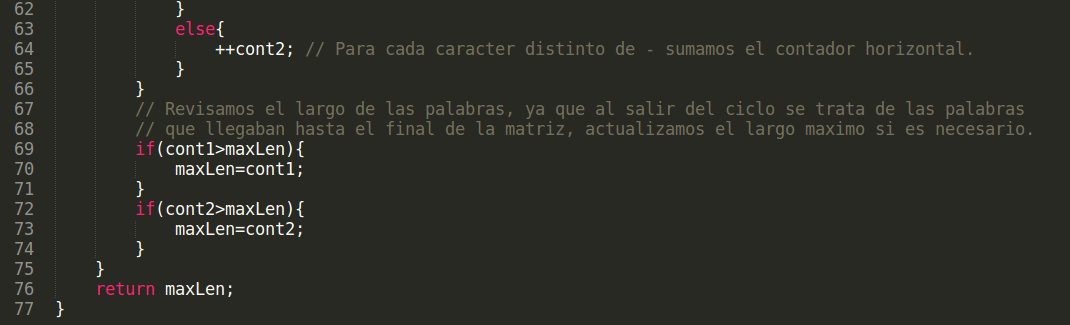 62             }
63             else{
64                 ++cont2; // Para cada caracter distinto de - sumamos el contador horizontal.
65             }
66         }
67         // Revisamos el largo de las palabras, ya que al salir del ciclo se trata de las palabras
68         // que llegaban hasta el final de la matriz, actualizamos el largo maximo si es necesario.
69         if(cont1>maxLen){
70             maxLen=cont1;
71         }
72         if(cont2>maxLen){
73             maxLen=cont2;
74         }
75     }
76     return maxLen;
77 }